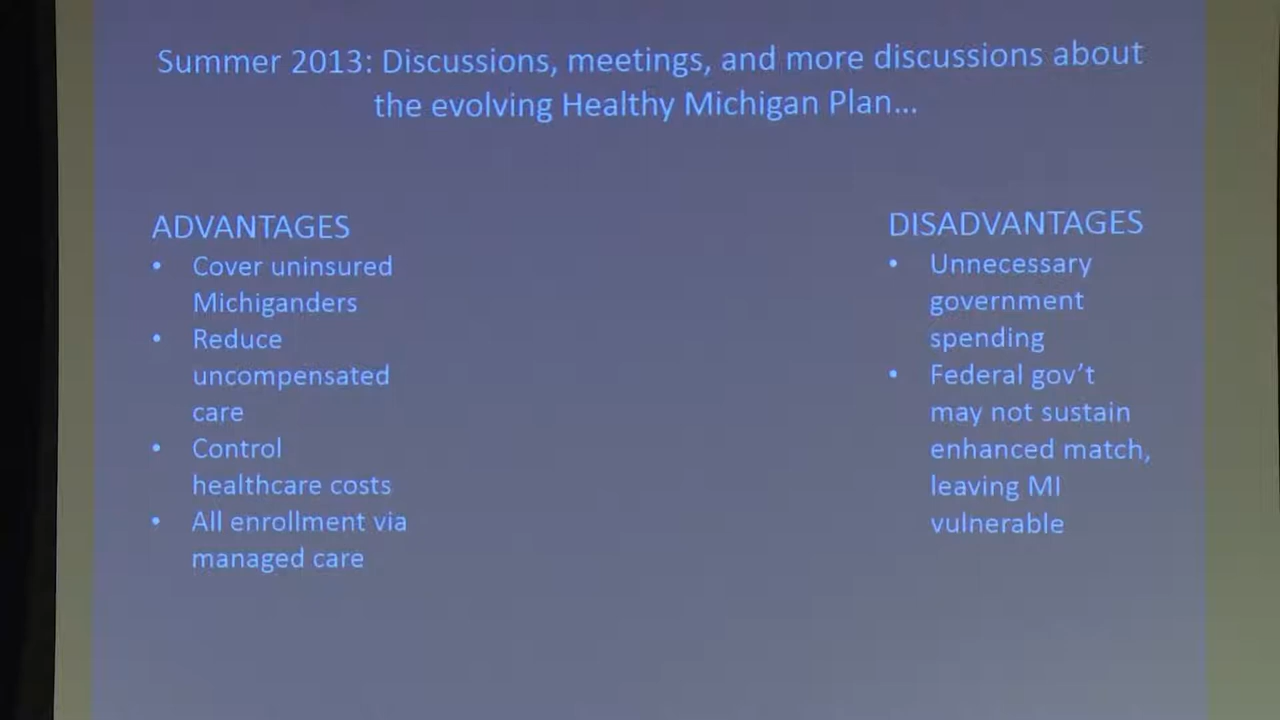 Summer 2013: Discussions, meetings, and more discussions about
the evolving Healthy Michigan Plan...
ADVANTAGES
• Cover uninsured
Michiganders
• Reduce
uncompensated
care
• Control
healthcare costs
• All enrollment via
managed care
DISADVANTAGES
• Unnecessary
government
spending
• Federal gov't
may not sustain
enhanced match,
leaving MI
vulnerable